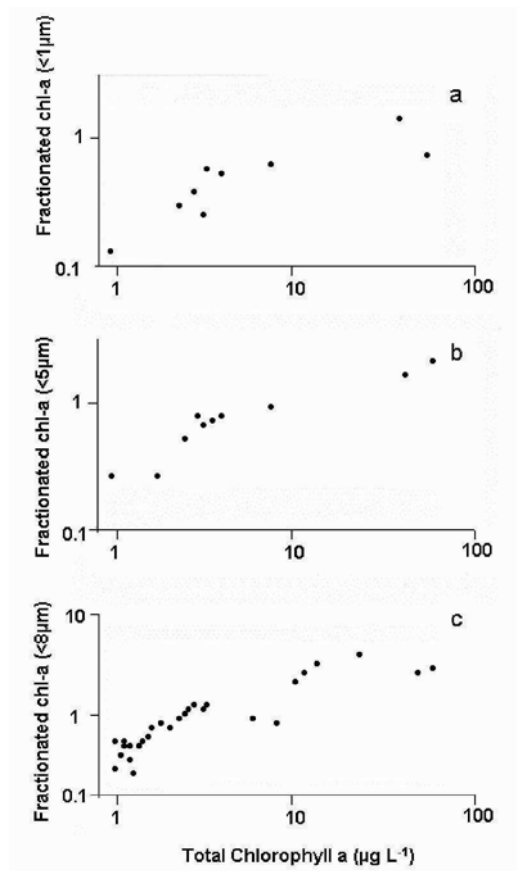 Fractionated chl-a (<1µm)
a
1
0.1
1
10
100
Fractionated chl-a (<5µm)
b
1
0.1
1
10
100
Fractionated chl-a (<8µm)
c
10
1
0.1
1
10
100
Total Chlorophyll a (µg L-1)